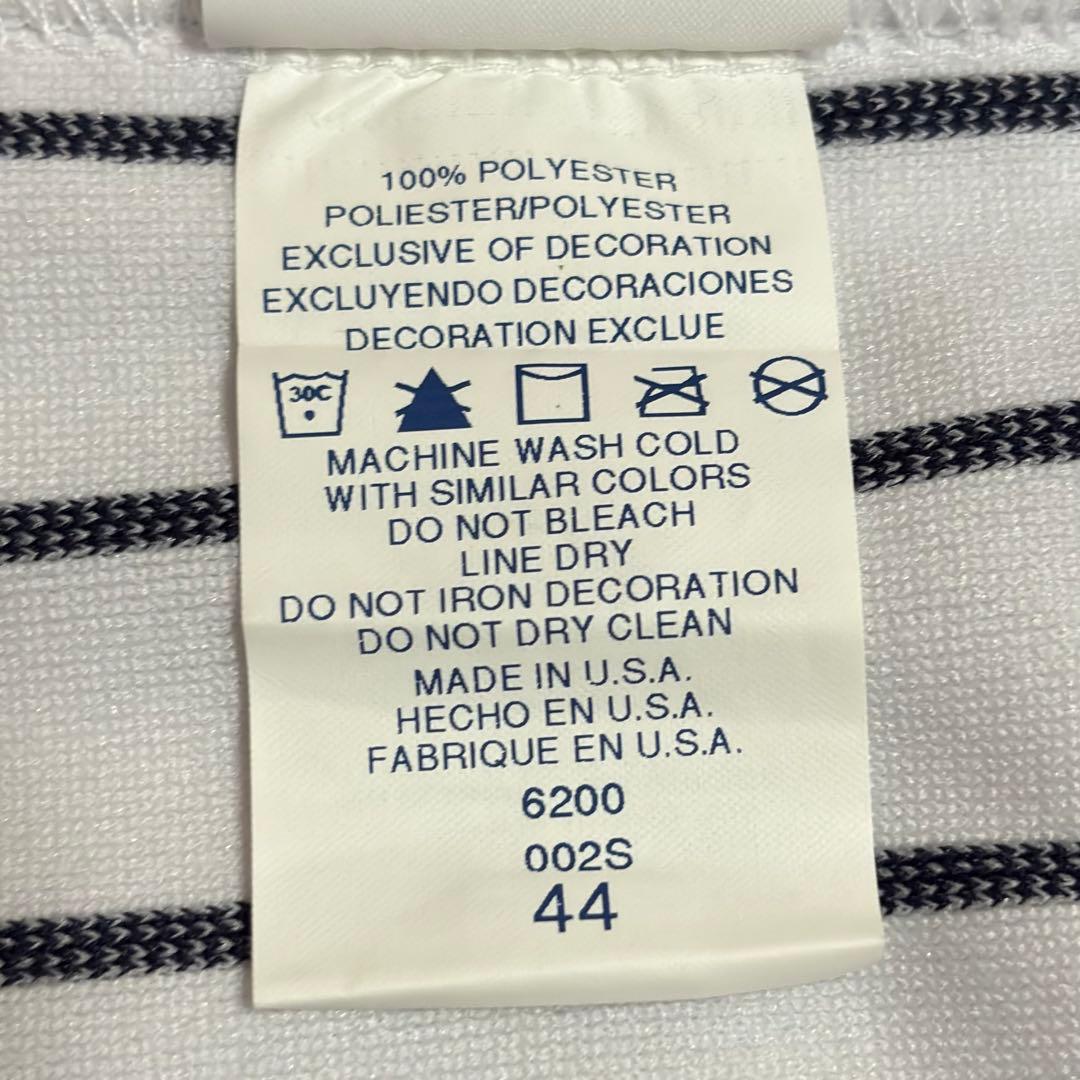 100% POLYESTER
POLIESTER/POLYESTER
EXCLUSIVE OF DECORATION
EXCLUYENDO DECORACIONES
DECORATION EXCLUE
30C
MACHINE WASH COLD
WITH SIMILAR COLORS
DO NOT BLEACH
LINE DRY
DO NOT IRON DECORATION
DO NOT DRY CLEAN
MADE IN U.S.A.
HECHO EN U.S.A.
FABRIQUE EN U.S.A.
6200
002S
44